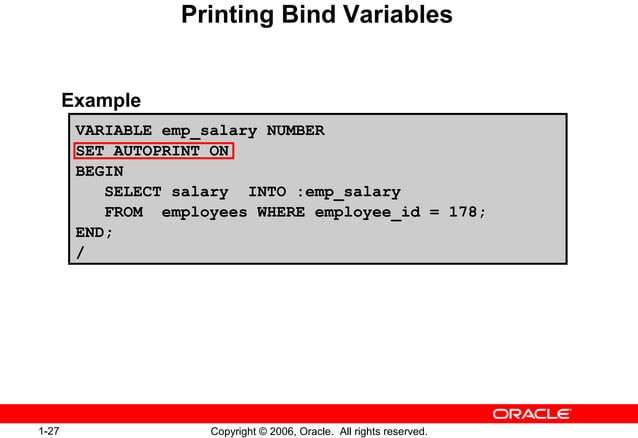 Printing Bind Variables
Example
VARIABLE emp_salary NUMBER
SET AUTOPRINT ON
BEGIN
SELECT salary INTO :emp_salary
FROM employees WHERE employee_id = 178;
END;
/
ORACLE
1-27 Copyright © 2006, Oracle. All rights reserved.